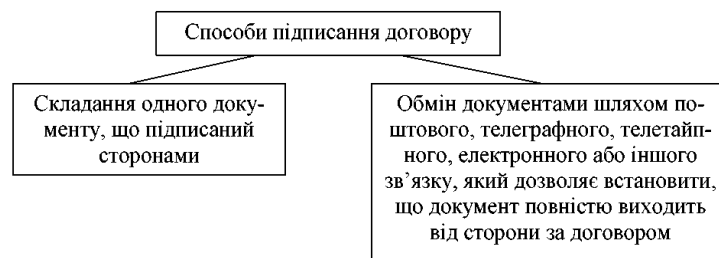 Способи підписання договору
Складання одного доку-
менту, що підписаний
сторонами
Обмін документами шляхом по-
штового, телеграфного, телетайп-
ного, електронного або іншого
зв’язку, який дозволяє встановити,
що документ повністю виходить
від сторони за договором